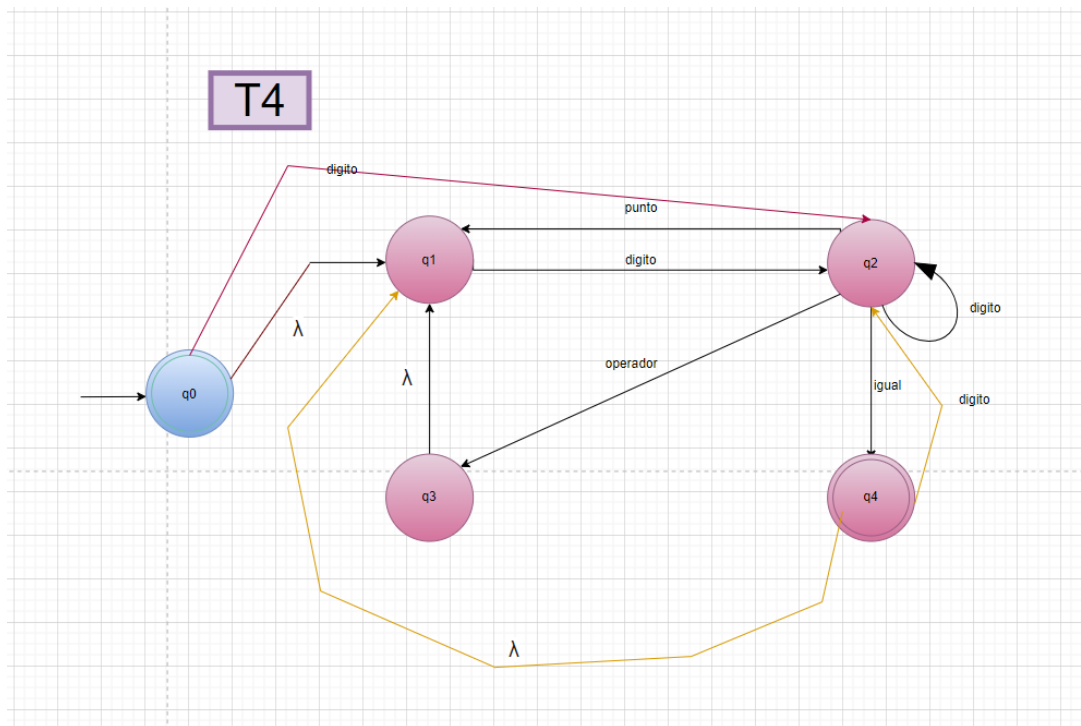 T4
digito
punto
q1
digito
q2
digito
λ
operador
λ
igual
digito
q0
q3
q4
λ